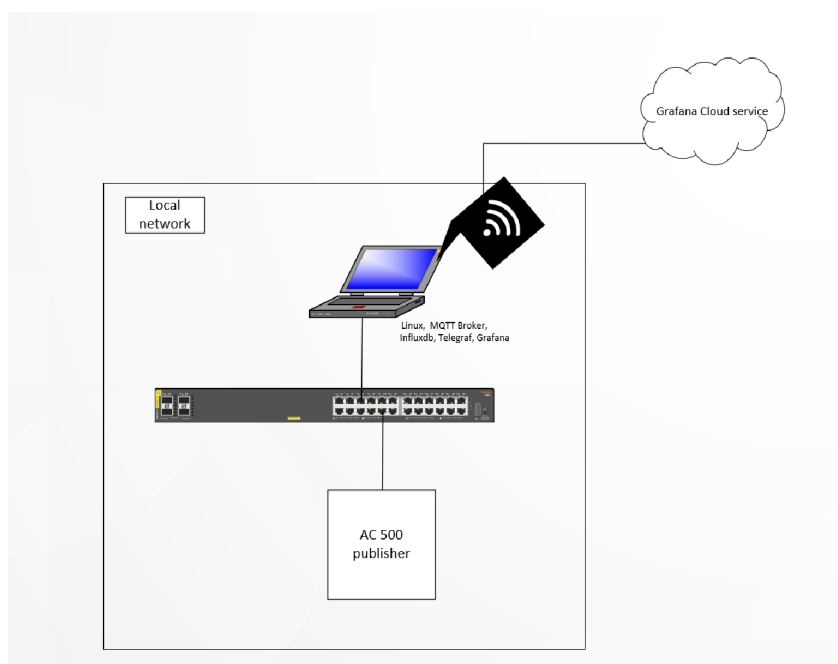 Grafana Cloud service
Local
network
Linux, MQTT Broker,
Influxdb, Telegraf, Grafana
AC 500
publisher